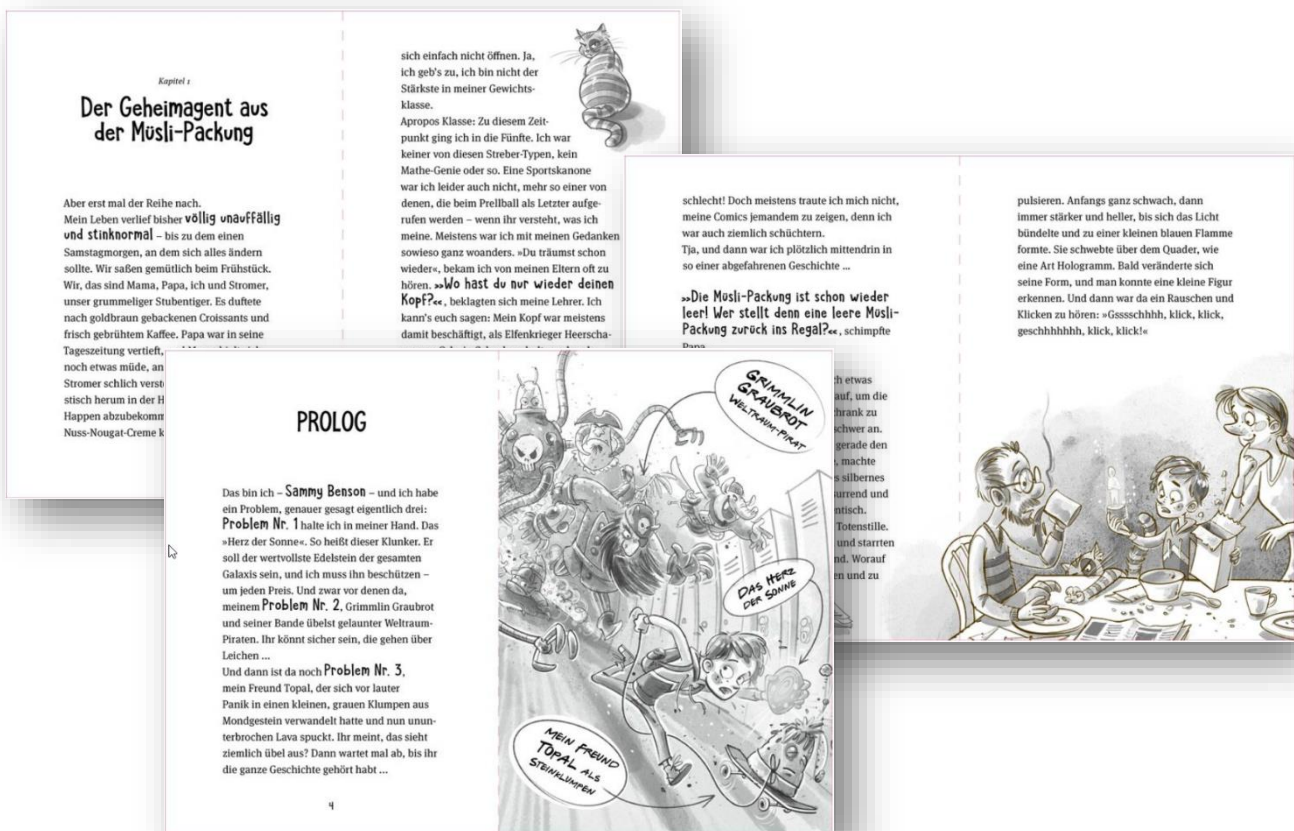 Kapitel 1
Der Geheimagent aus
der Müsli-Packung
Aber erst mal der Reihe nach.
Mein Leben verlief bisher völlig unauffällig
und stinknormal – bis zu dem einen
Samstagmorgen, an dem sich alles ändern
sollte. Wir saßen gemütlich beim Frühstück.
Wir, das sind Mama, Papa, ich und Stromer,
unser grummeliger Stubentiger. Es duftete
nach goldbraun gebackenen Croissants und
frisch gebrühtem Kaffee. Papa war in seine
Tageszeitung vertieft,
noch etwas müde, an
Stromer schlich
stisch herum in der
Happen
Nuss-Nougat-Creme
sich einfach nicht öffnen. Ja,
ich geb's zu, ich bin nicht der
Stärkste in meiner Gewichts-
klasse.
Apropos Klasse: Zu diesem Zeit-
punkt ging ich in die Fünfte. Ich war
keiner von diesen Streber-Typen, kein
Mathe-Genie oder so. Eine Sportskanone
war ich leider auch nicht, mehr so einer von
denen, die beim Prellball als Letzter aufge-
rufen werden – wenn ihr versteht, was ich
meine. Meistens war ich mit meinen Gedanken
sowieso ganz woanders. »Du träumst schon
wieder«, bekam ich von meinen Eltern oft zu
hören. »Wo hast du nur wieder deinen
Kopf?«, beklagten sich meine Lehrer. Ich
kann's euch sagen: Mein Kopf war meistens
damit beschäftigt, als Elfenkrieger Heerscha-
schlecht! Doch meistens traute ich mich nicht,
meine Comics jemandem zu zeigen, denn ich
war auch ziemlich schüchtern.
Tja, und dann war ich plötzlich mittendrin in
so einer abgefahrenen Geschichte ...
»Die Müsli-Packung ist schon wieder
leer! Wer stellt denn eine leere Müsli-
Packung zurück ins Regal?«, schimpfte
Papa
etwas
auf, um die
schwer an.
gerade den
machte
silbernes
und
Totenstille.
und starrten
Worauf
en und zu
pulsieren. Anfangs ganz schwach, dann
immer stärker und heller, bis sich das Licht
bündelte und zu einer kleinen blauen Flamme
formte. Sie schwebte über dem Quader, wie
eine Art Hologramm. Bald veränderte sich
seine Form, und man konnte eine kleine Figur
erkennen. Und dann war da ein Rauschen und
Klicken zu hören: »Gsssschhhh, klick, klick,
geschhhhhhh, klick, klick!«
PROLOG
Das bin ich – Sammy Benson – und ich habe
ein Problem, genauer gesagt eigentlich drei:
Problem Nr. 1 halte ich in meiner Hand. Das
»Herz der Sonne«. So heißt dieser Klunker. Er
soll der wertvollste Edelstein der gesamten
Galaxis sein, und ich muss ihn beschützen –
um jeden Preis. Und zwar vor denen da,
meinem Problem Nr. 2, Grimmlin Graubrot
und seiner Bande übelst gelaunter Weltraum-
Piraten. Ihr könnt sicher sein, die gehen über
Leichen ...
Und dann ist da noch Problem Nr. 3,
mein Freund Topal, der sich vor lauter
Panik in einen kleinen, grauen Klumpen aus
Mondgestein verwandelt hatte und nun unun-
terbrochen Lava spuckt. Ihr meint, das sieht
ziemlich übel aus? Dann wartet mal ab, bis ihr
die ganze Geschichte gehört habt ...
4
GRIMMLIN
GRAUBROT
WELTRAUM-PIRAT
DAS HERZ
DER SONNE
MEIN FREUND
TOPAL ALS
STEINKLUMPEN